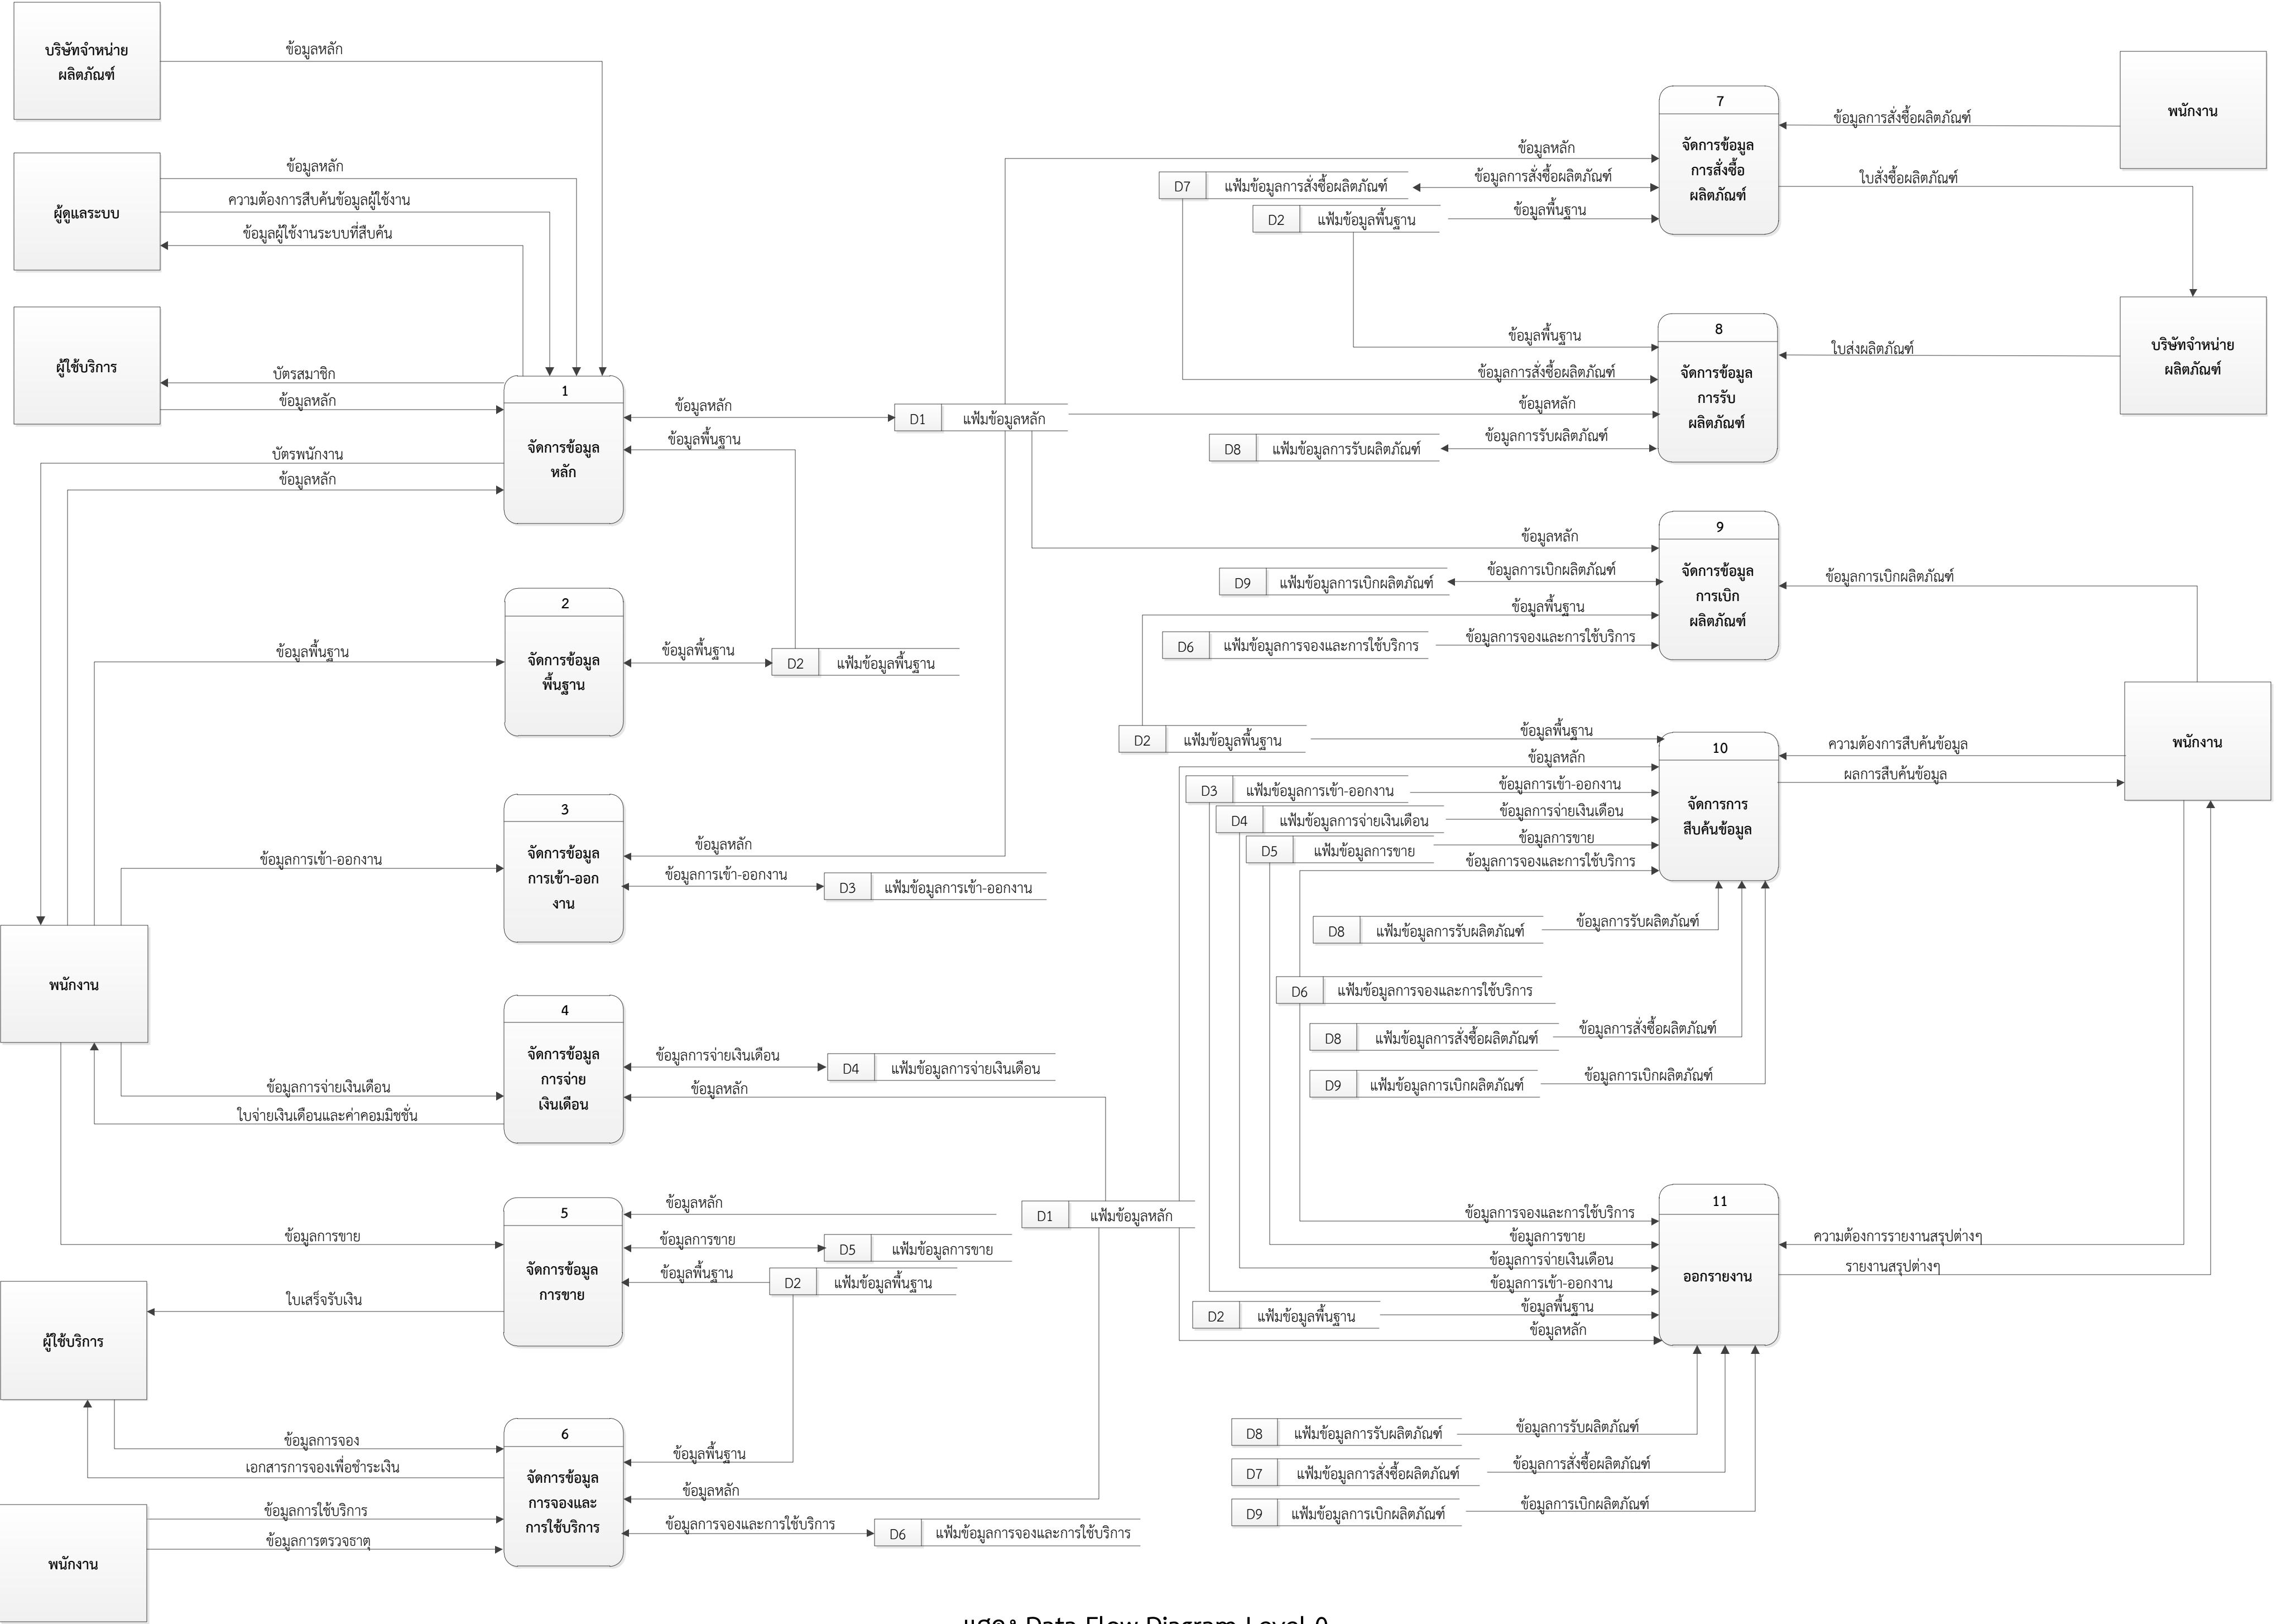 บริษัทจำหน่าย
ผลิตภัณฑ์
ข้อมูลหลัก
ผู้ดูแลระบบ
ข้อมูลหลัก
ความต้องการสืบค้นข้อมูลผู้ใช้งาน
ข้อมูลผู้ใช้งานระบบที่สืบค้น
ผู้ใช้บริการ
บัตรสมาชิก
ข้อมูลหลัก
บัตรพนักงาน
ข้อมูลหลัก
1
จัดการข้อมูล
หลัก
ข้อมูลหลัก
D1 แฟ้มข้อมูลหลัก
ข้อมูลพื้นฐาน
ข้อมูลพื้นฐาน
2
จัดการข้อมูล
พื้นฐาน
ข้อมูลพื้นฐาน
D2 แฟ้มข้อมูลพื้นฐาน
ข้อมูลการเข้า-ออกงาน
3
จัดการข้อมูล
การเข้า-ออก
งาน
ข้อมูลหลัก
ข้อมูลการเข้า-ออกงาน
D3 แฟ้มข้อมูลการเข้า-ออกงาน
พนักงาน
ข้อมูลการจ่ายเงินเดือน
ใบจ่ายเงินเดือนและค่าคอมมิชชั่น
4
จัดการข้อมูล
การจ่าย
เงินเดือน
ข้อมูลการจ่ายเงินเดือน
D4 แฟ้มข้อมูลการจ่ายเงินเดือน
ข้อมูลหลัก
ข้อมูลการขาย
ใบเสร็จรับเงิน
5
จัดการข้อมูล
การขาย
ข้อมูลหลัก
D1 แฟ้มข้อมูลหลัก
ข้อมูลการขาย
D5 แฟ้มข้อมูลการขาย
ข้อมูลพื้นฐาน
D2 แฟ้มข้อมูลพื้นฐาน
ผู้ใช้บริการ
ข้อมูลการจอง
เอกสารการจองเพื่อชำระเงิน
ข้อมูลการใช้บริการ
ข้อมูลการตรวจธาตุ
พนักงาน
6
จัดการข้อมูล
การจองและ
การใช้บริการ
ข้อมูลพื้นฐาน
ข้อมูลหลัก
ข้อมูลการจองและการใช้บริการ
D6 แฟ้มข้อมูลการจองและการใช้บริการ
ข้อมูลหลัก
D7 แฟ้มข้อมูลการสั่งซื้อผลิตภัณฑ์
ข้อมูลการสั่งซื้อผลิตภัณฑ์
D2 แฟ้มข้อมูลพื้นฐาน
ข้อมูลพื้นฐาน
7
จัดการข้อมูล
การสั่งซื้อ
ผลิตภัณฑ์
ข้อมูลการสั่งซื้อผลิตภัณฑ์
ใบสั่งซื้อผลิตภัณฑ์
พนักงาน
ข้อมูลพื้นฐาน
ข้อมูลการสั่งซื้อผลิตภัณฑ์
ข้อมูลหลัก
D8 แฟ้มข้อมูลการรับผลิตภัณฑ์
ข้อมูลการรับผลิตภัณฑ์
8
จัดการข้อมูล
การรับ
ผลิตภัณฑ์
ใบส่งผลิตภัณฑ์
บริษัทจำหน่าย
ผลิตภัณฑ์
ข้อมูลหลัก
D9 แฟ้มข้อมูลการเบิกผลิตภัณฑ์
ข้อมูลการเบิกผลิตภัณฑ์
ข้อมูลพื้นฐาน
D6 แฟ้มข้อมูลการจองและการใช้บริการ
ข้อมูลการจองและการใช้บริการ
9
จัดการข้อมูล
การเบิก
ผลิตภัณฑ์
ข้อมูลการเบิกผลิตภัณฑ์
พนักงาน
D2 แฟ้มข้อมูลพื้นฐาน
ข้อมูลพื้นฐาน
ข้อมูลหลัก
D3 แฟ้มข้อมูลการเข้า-ออกงาน
ข้อมูลการเข้า-ออกงาน
D4 แฟ้มข้อมูลการจ่ายเงินเดือน
ข้อมูลการจ่ายเงินเดือน
D5 แฟ้มข้อมูลการขาย
ข้อมูลการขาย
ข้อมูลการจองและการใช้บริการ
10
จัดการการ
สืบค้นข้อมูล
ความต้องการสืบค้นข้อมูล
ผลการสืบค้นข้อมูล
D8 แฟ้มข้อมูลการรับผลิตภัณฑ์
ข้อมูลการรับผลิตภัณฑ์
D6 แฟ้มข้อมูลการจองและการใช้บริการ
D8 แฟ้มข้อมูลการสั่งซื้อผลิตภัณฑ์
ข้อมูลการสั่งซื้อผลิตภัณฑ์
D9 แฟ้มข้อมูลการเบิกผลิตภัณฑ์
ข้อมูลการเบิกผลิตภัณฑ์
ข้อมูลการจองและการใช้บริการ
ข้อมูลการขาย
ข้อมูลการจ่ายเงินเดือน
ข้อมูลการเข้า-ออกงาน
D2 แฟ้มข้อมูลพื้นฐาน
ข้อมูลพื้นฐาน
ข้อมูลหลัก
11
ออกรายงาน
ความต้องการรายงานสรุปต่างๆ
รายงานสรุปต่างๆ
D8 แฟ้มข้อมูลการรับผลิตภัณฑ์
ข้อมูลการรับผลิตภัณฑ์
D7 แฟ้มข้อมูลการสั่งซื้อผลิตภัณฑ์
ข้อมูลการสั่งซื้อผลิตภัณฑ์
D9 แฟ้มข้อมูลการเบิกผลิตภัณฑ์
ข้อมูลการเบิกผลิตภัณฑ์
แสดง Data Flow Diagram Level 0